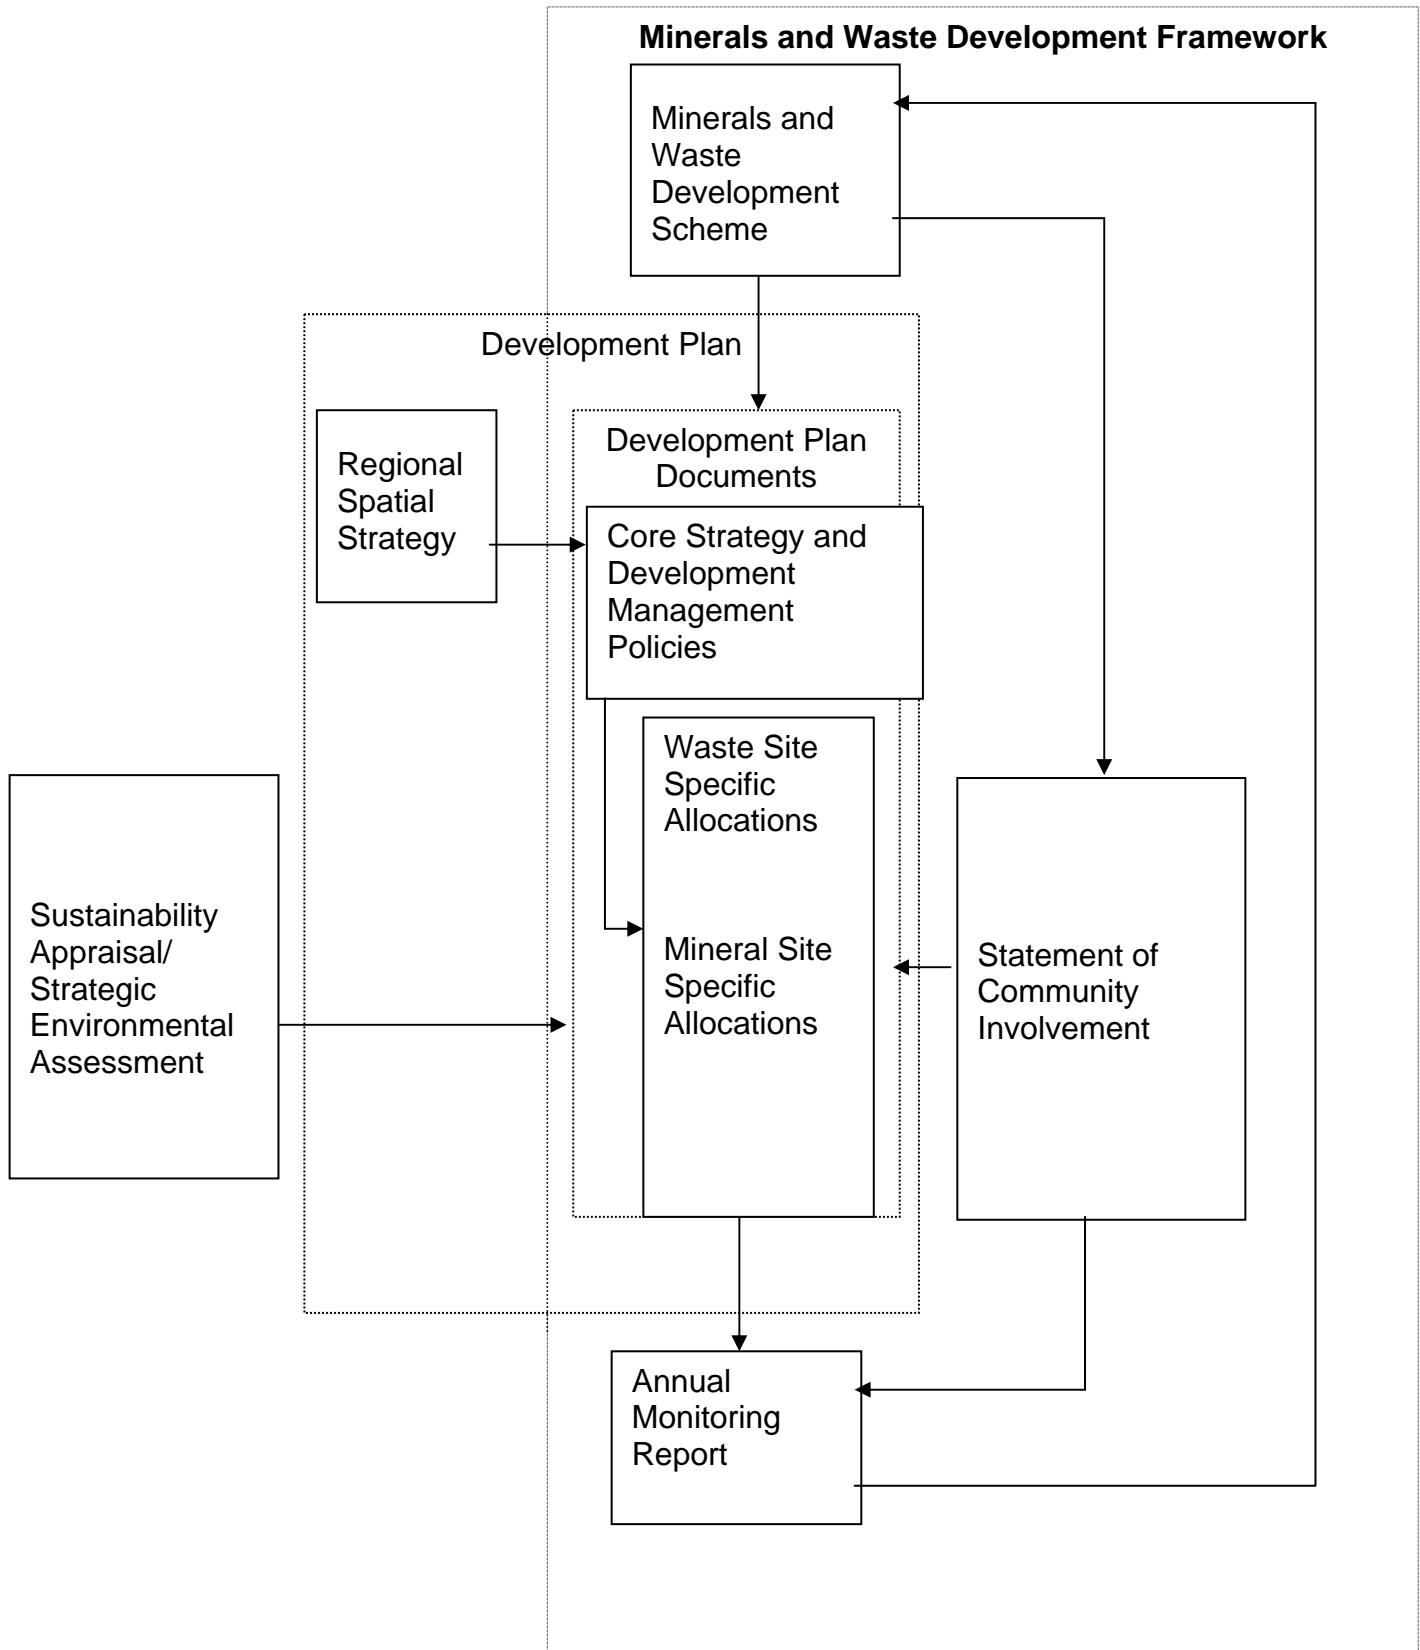 Minerals and Waste Development Framework
Minerals and
Waste
Development
Scheme
Development Plan
Regional
Spatial
Strategy
Development Plan
Documents
Core Strategy and
Development
Management
Policies
Waste Site
Specific
Allocations
Mineral Site
Specific
Allocations
Sustainability
Appraisal/
Strategic
Environmental
Assessment
Statement of
Community
Involvement
Annual
Monitoring
Report